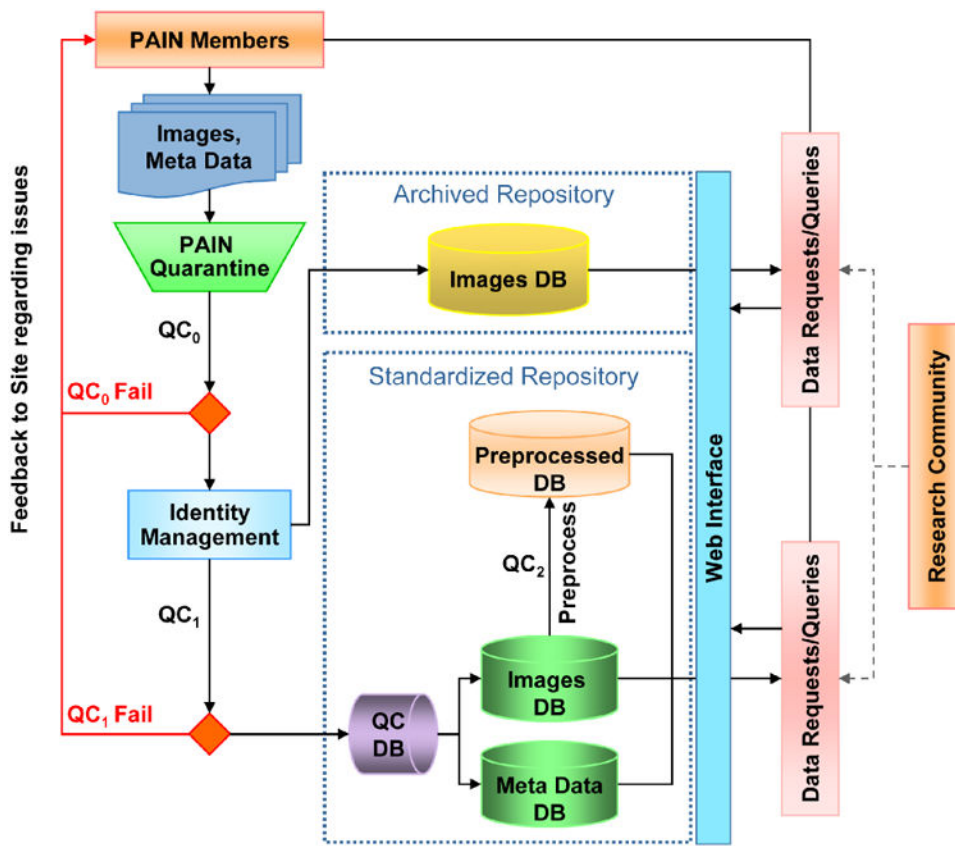 PAIN Members
Images,
Meta Data
PAIN
Quarantine
QC₀
QC₀ Fail
Identity
Management
QC₁
QC₁ Fail
Feedback to Site regarding issues
Archived Repository
Images DB
Standardized Repository
Preprocessed
DB
QC₂
Preprocess
Images
DB
QC
DB
Meta Data
DB
Web Interface
Data Requests/Queries
Data Requests/Queries
Research Community